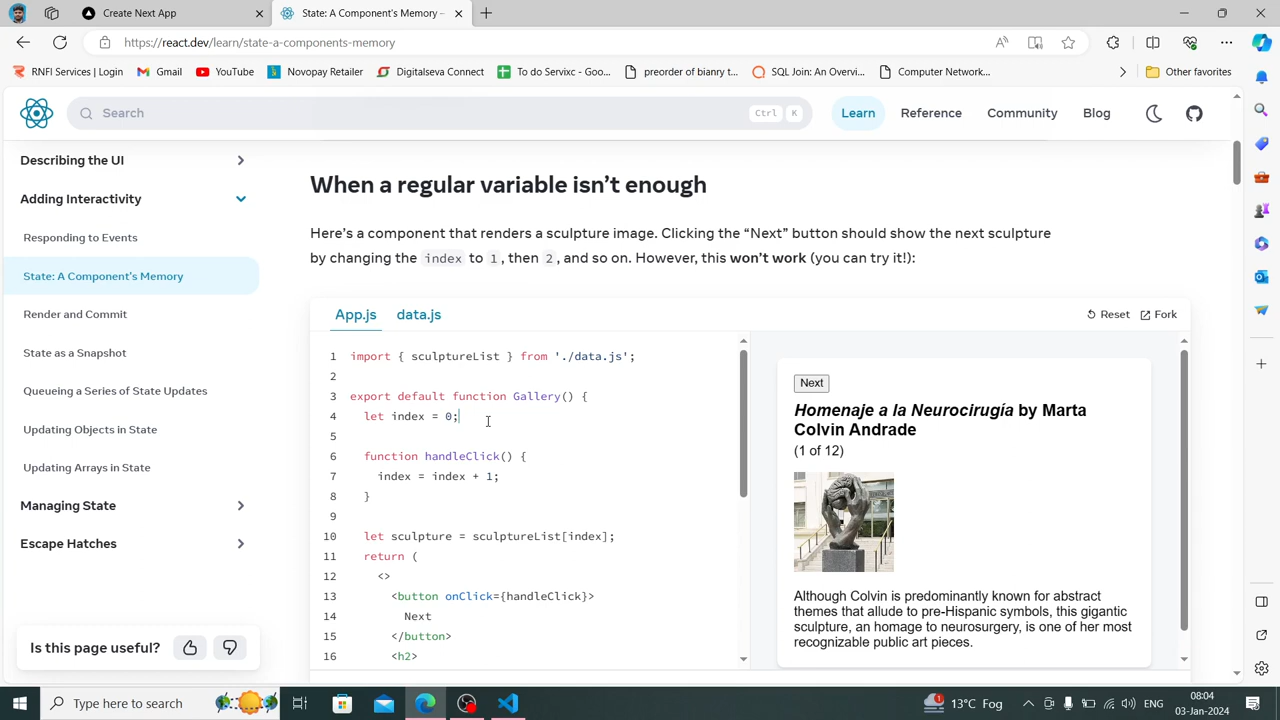 Create Next App
State: A Component's Memory –
https://react.dev/learn/state-a-components-memory
RNFI Services | Login
Gmail
YouTube
Novopay Retailer
Digitalseva Connect
To do Servixc - Goo...
preorder of bianry t...
SQL Join: An Overvi...
Computer Network...
Other favorites
Search
Ctrl K
Learn
Reference
Community
Blog
Describing the UI
Adding Interactivity
Responding to Events
State: A Component's Memory
Render and Commit
State as a Snapshot
Queueing a Series of State Updates
Updating Objects in State
Updating Arrays in State
Managing State
Escape Hatches
Is this page useful?
When a regular variable isn't enough
Here's a component that renders a sculpture image. Clicking the “Next” button should show the next sculpture
by changing the index to 1, then 2, and so on. However, this won't work (you can try it!):
App.js
data.js
Reset
Fork
1 import { sculptureList } from './data.js';
2
3 export default function Gallery() {
4 let index = 0;
5
6 function handleClick() {
7 index = index + 1;
8 }
9
10 let sculpture = sculptureList[index];
11 return (
12 <>
13 <button onClick={handleClick}>
14 Next
15 </button>
16 <h2>
Next
Homenaje a la Neurocirugía by Marta
Colvin Andrade
(1 of 12)
Although Colvin is predominantly known for abstract
themes that allude to pre-Hispanic symbols, this gigantic
sculpture, an homage to neurosurgery, is one of her most
recognizable public art pieces.
Type here to search
13°C Fog
ENG
08:04
03-Jan-2024